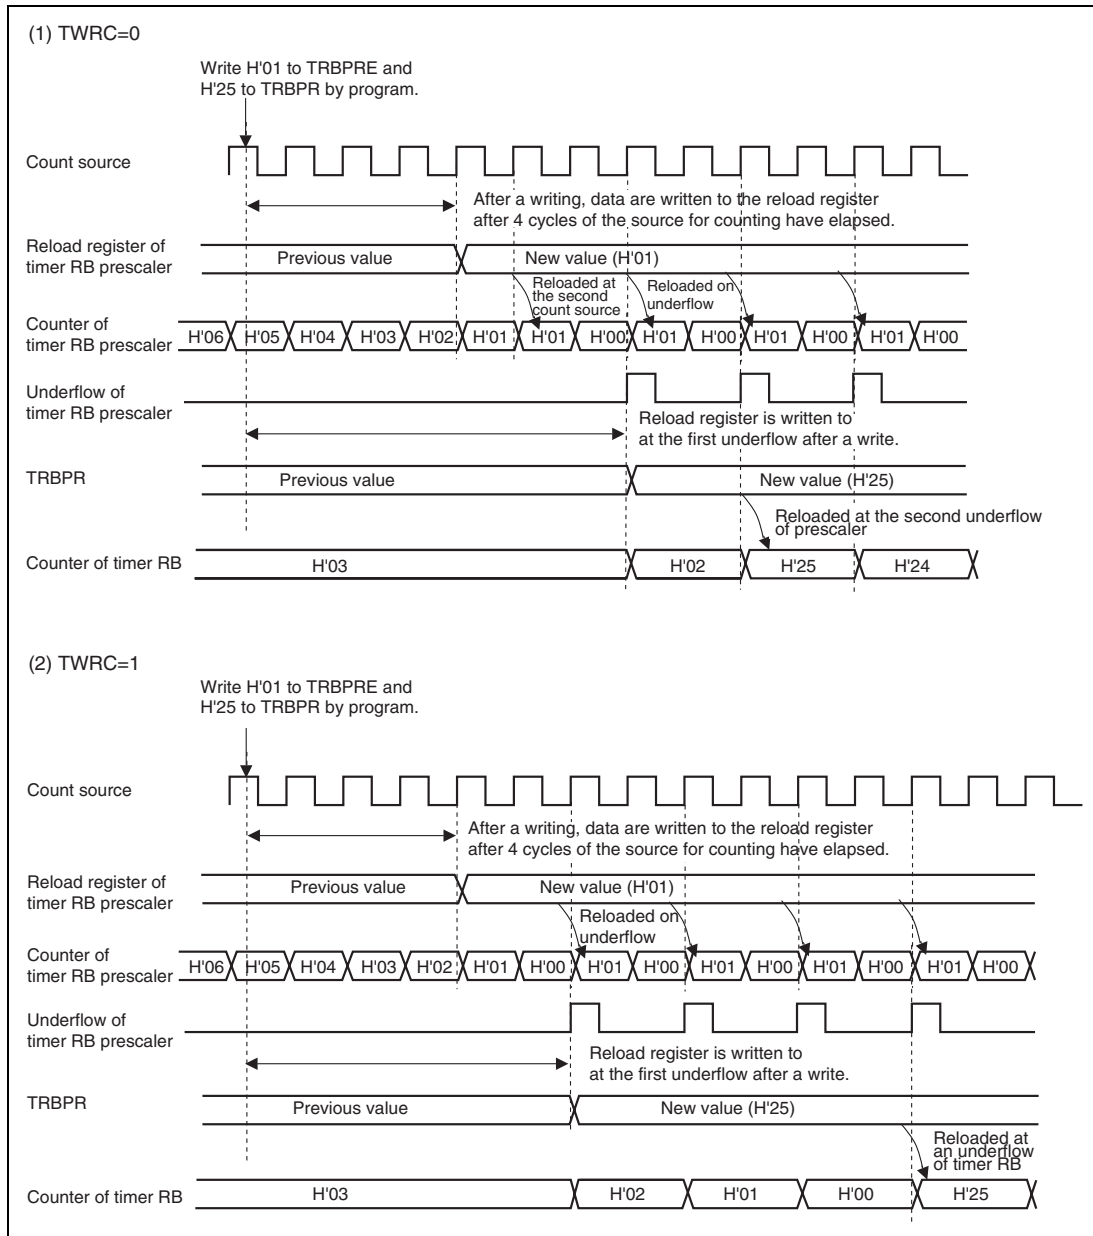 (1) TWRC=0
Write H'01 to TRBPRE and
H'25 to TRBPR by program.
Count source
After a writing, data are written to the reload register
after 4 cycles of the source for counting have elapsed.
Reload register of
timer RB prescaler
Previous value
New value (H'01)
Reloaded at
the second
count source
Reloaded on
underflow
Counter of
timer RB prescaler
H'06 H'05 H'04 H'03 H'02 H'01 H'01 H'00 H'01 H'00 H'01 H'00 H'01 H'00
Underflow of
timer RB prescaler
Reload register is written to
at the first underflow after a write.
TRBPR
Previous value
New value (H'25)
Reloaded at the second underflow
of prescaler
Counter of timer RB
H'03 H'02 H'25 H'24
(2) TWRC=1
Write H'01 to TRBPRE and
H'25 to TRBPR by program.
Count source
After a writing, data are written to the reload register
after 4 cycles of the source for counting have elapsed.
Reload register of
timer RB prescaler
Previous value
New value (H'01)
Reloaded on
underflow
Counter of
timer RB prescaler
H'06 H'05 H'04 H'03 H'02 H'01 H'00 H'01 H'00 H'01 H'00 H'01 H'00 H'01 H'00
Underflow of
timer RB prescaler
Reload register is written to
at the first underflow after a write.
TRBPR
Previous value
New value (H'25)
Reloaded at
an underflow
of timer RB
Counter of timer RB
H'03 H'02 H'01 H'00 H'25